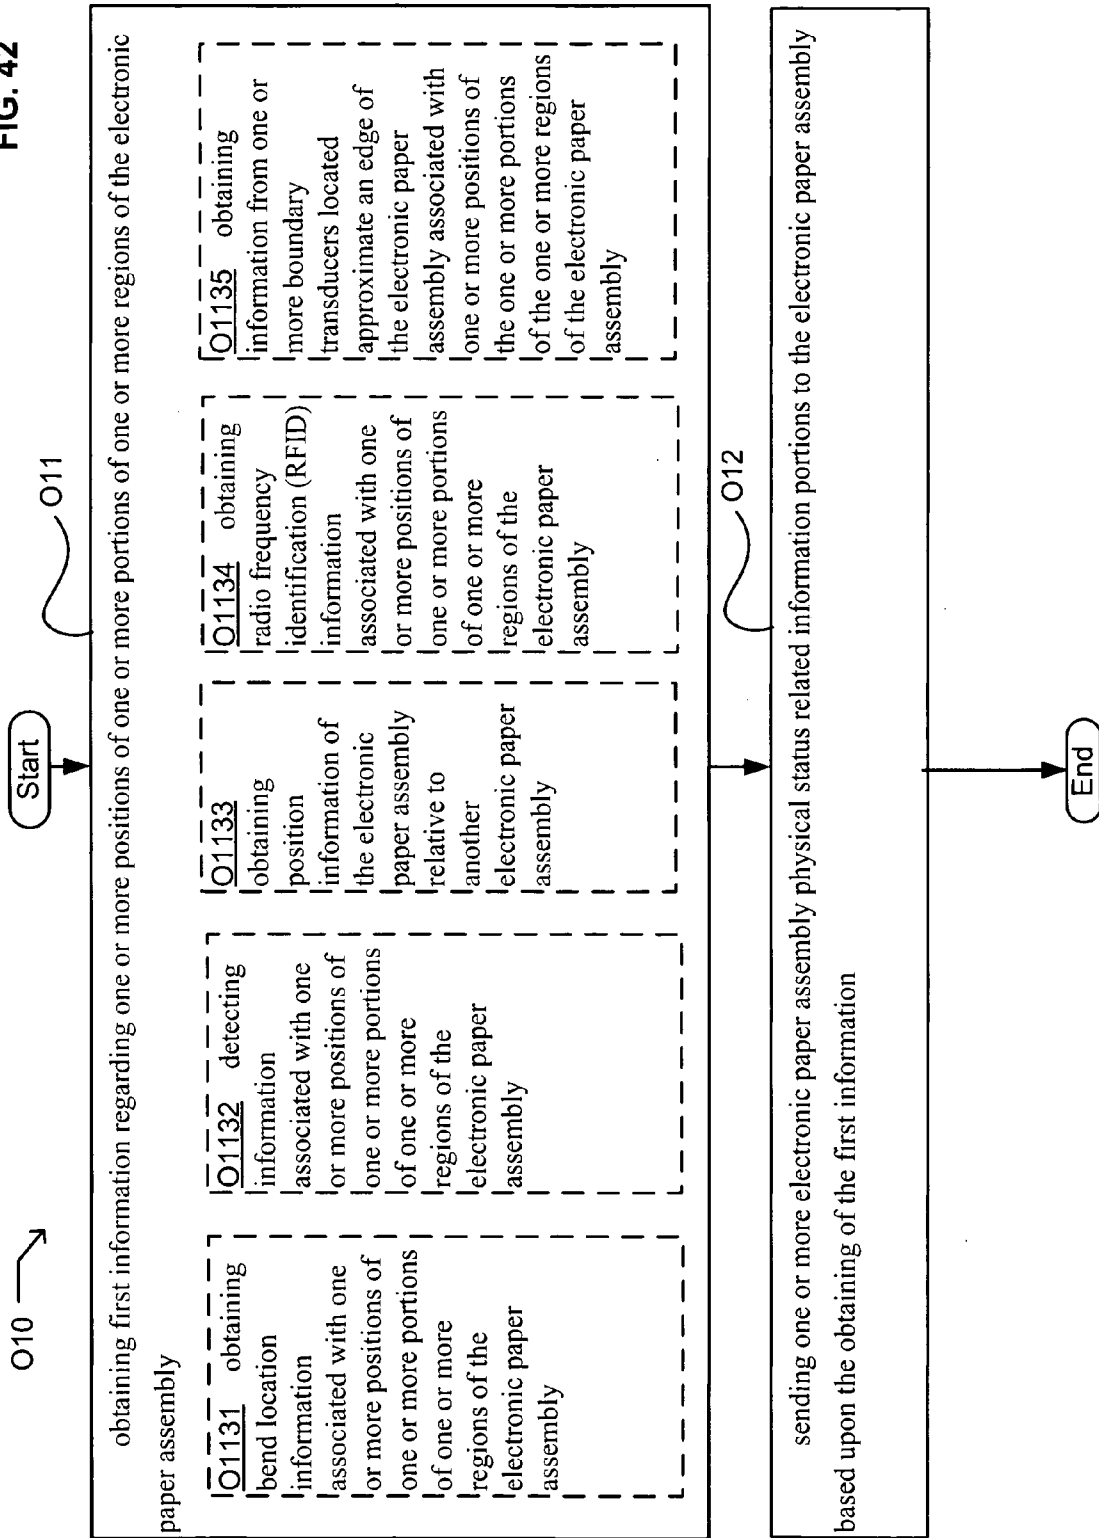 FIG. 42
O10
Start
O11
obtaining first information regarding one or more positions of one or more portions of one or more regions of the electronic
paper assembly
O1131 obtaining
bend location
information
associated with one
or more positions of
one or more portions
of one or more
regions of the
electronic paper
assembly
O1132 detecting
information
associated with one
or more positions of
one or more portions
of one or more
regions of the
electronic paper
assembly
O1133
obtaining
position
information of
the electronic
paper assembly
relative to
another
electronic paper
assembly
O1134 obtaining
radio frequency
identification (RFID)
information
associated with one
or more positions of
one or more portions
of one or more
regions of the
electronic paper
assembly
O1135 obtaining
information from one or
more boundary
transducers located
approximate an edge of
the electronic paper
assembly associated with
one or more positions of
the one or more portions
of the one or more regions
of the electronic paper
assembly
O12
sending one or more electronic paper assembly physical status related information portions to the electronic paper assembly
based upon the obtaining of the first information
End